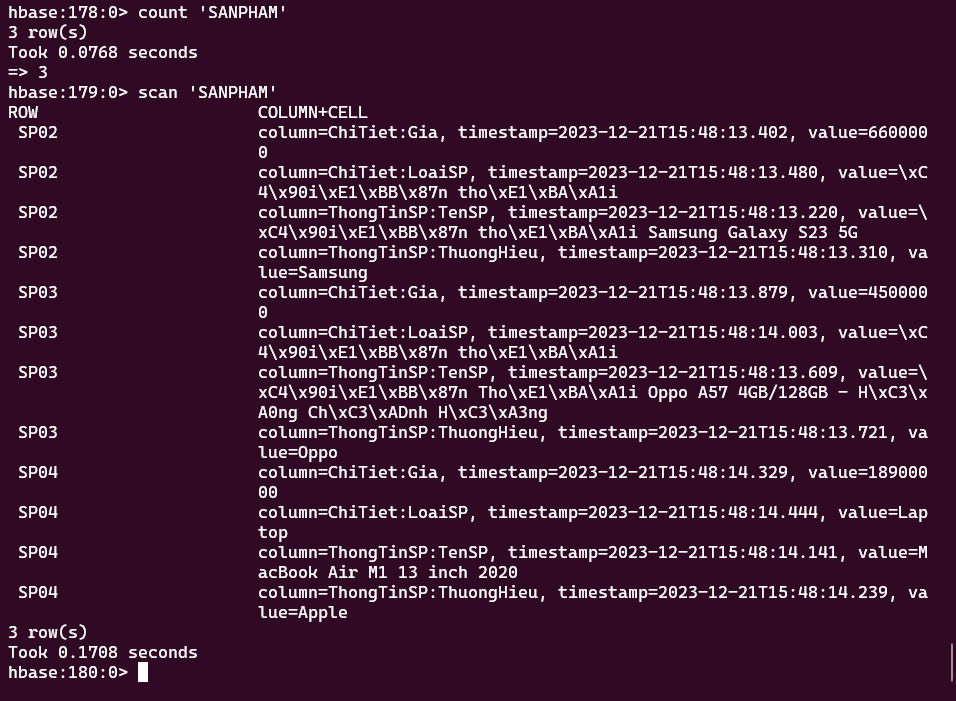 hbase:178:0> count 'SANPHAM'
3 row(s)
Took 0.0768 seconds
=> 3
hbase:179:0> scan 'SANPHAM'
ROW COLUMN+CELL
SP02 column=ChiTiet:Gia, timestamp=2023-12-21T15:48:13.402, value=660000
0
SP02 column=ChiTiet:LoaiSP, timestamp=2023-12-21T15:48:13.480, value=\xC
4\x90i\xE1\xBB\x87n tho\xE1\xBA\xA1i
SP02 column=ThongTinSP:TenSP, timestamp=2023-12-21T15:48:13.220, value=\
xC4\x90i\xE1\xBB\x87n tho\xE1\xBA\xA1i Samsung Galaxy S23 5G
SP02 column=ThongTinSP:ThuongHieu, timestamp=2023-12-21T15:48:13.310, va
lue=Samsung
SP03 column=ChiTiet:Gia, timestamp=2023-12-21T15:48:13.879, value=450000
0
SP03 column=ChiTiet:LoaiSP, timestamp=2023-12-21T15:48:14.003, value=\xC
4\x90i\xE1\xBB\x87n tho\xE1\xBA\xA1i
SP03 column=ThongTinSP:TenSP, timestamp=2023-12-21T15:48:13.609, value=\
xC4\x90i\xE1\xBB\x87n Tho\xE1\xBA\xA1i Oppo A57 4GB/128GB - H\xC3\x
A0ng Ch\xC3\xADnh H\xC3\xA3ng
SP03 column=ThongTinSP:ThuongHieu, timestamp=2023-12-21T15:48:13.721, va
lue=Oppo
SP04 column=ChiTiet:Gia, timestamp=2023-12-21T15:48:14.329, value=189000
00
SP04 column=ChiTiet:LoaiSP, timestamp=2023-12-21T15:48:14.444, value=Lap
top
SP04 column=ThongTinSP:TenSP, timestamp=2023-12-21T15:48:14.141, value=M
acBook Air M1 13 inch 2020
SP04 column=ThongTinSP:ThuongHieu, timestamp=2023-12-21T15:48:14.239, va
lue=Apple
3 row(s)
Took 0.1708 seconds
hbase:180:0>